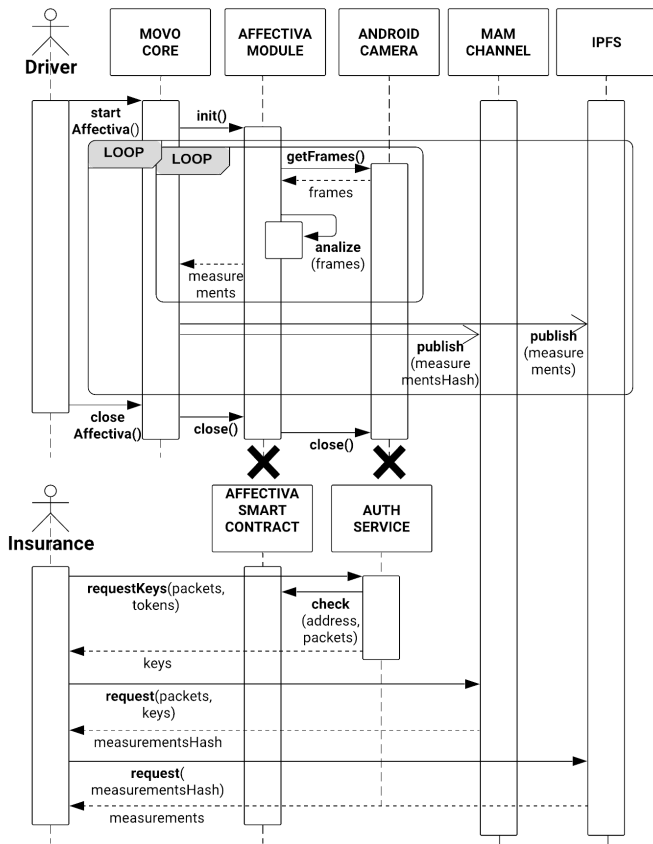 MOVO
CORE
AFFECTIVA
MODULE
ANDROID
CAMERA
MAM
CHANNEL
IPFS
Driver
start
Affectiva()
init()
LOOP
LOOP
getFrames()
frames
analize
(frames)
measure
ments
publish
(measure
mentsHash)
publish
(measure
ments)
close
Affectiva()
close()
close()
AFFECTIVA
SMART
CONTRACT
AUTH
SERVICE
Insurance
requestKeys(packets,
tokens)
check
(address,
packets)
keys
request(packets,
keys)
measurementsHash
request(
measurementsHash)
measurements